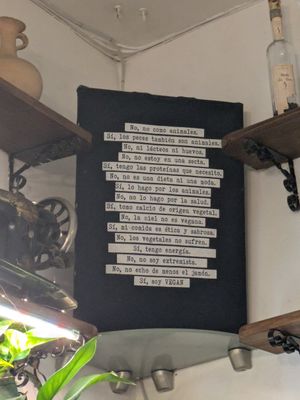 No, no como animales.
Sí, los peces también son animales.
No, ni lácteos ni huevos.
No, no estoy en una secta.
Sí, tengo las proteínas que necesito.
No, no es una dieta ni una moda.
Sí, lo hago por los animales.
No, no lo hago por la salud.
Sí, tomo calcio de origen vegetal.
No, la miel no es vegana.
Sí, mi comida es ética y sabrosa.
No, los vegetales no sufren.
Sí, tengo energía.
No, no soy extremista.
No, no echo de menos el jamón.
Sí, soy VEGAN